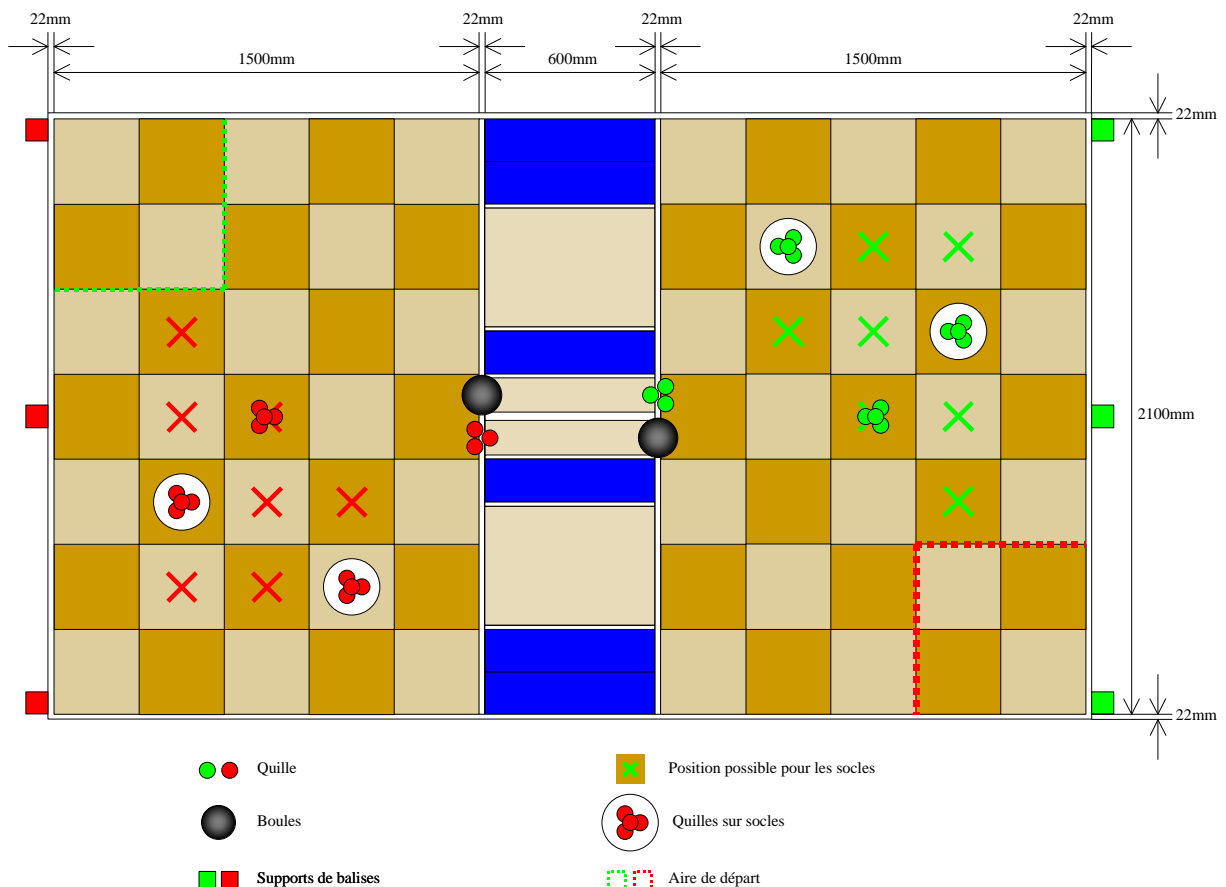 22mm
22mm
22mm
22mm
1500mm
600mm
1500mm
22mm
2100mm
22mm
Quille
Position possible pour les socles
Boules
Quilles sur socles
Supports de balises
Aire de départ